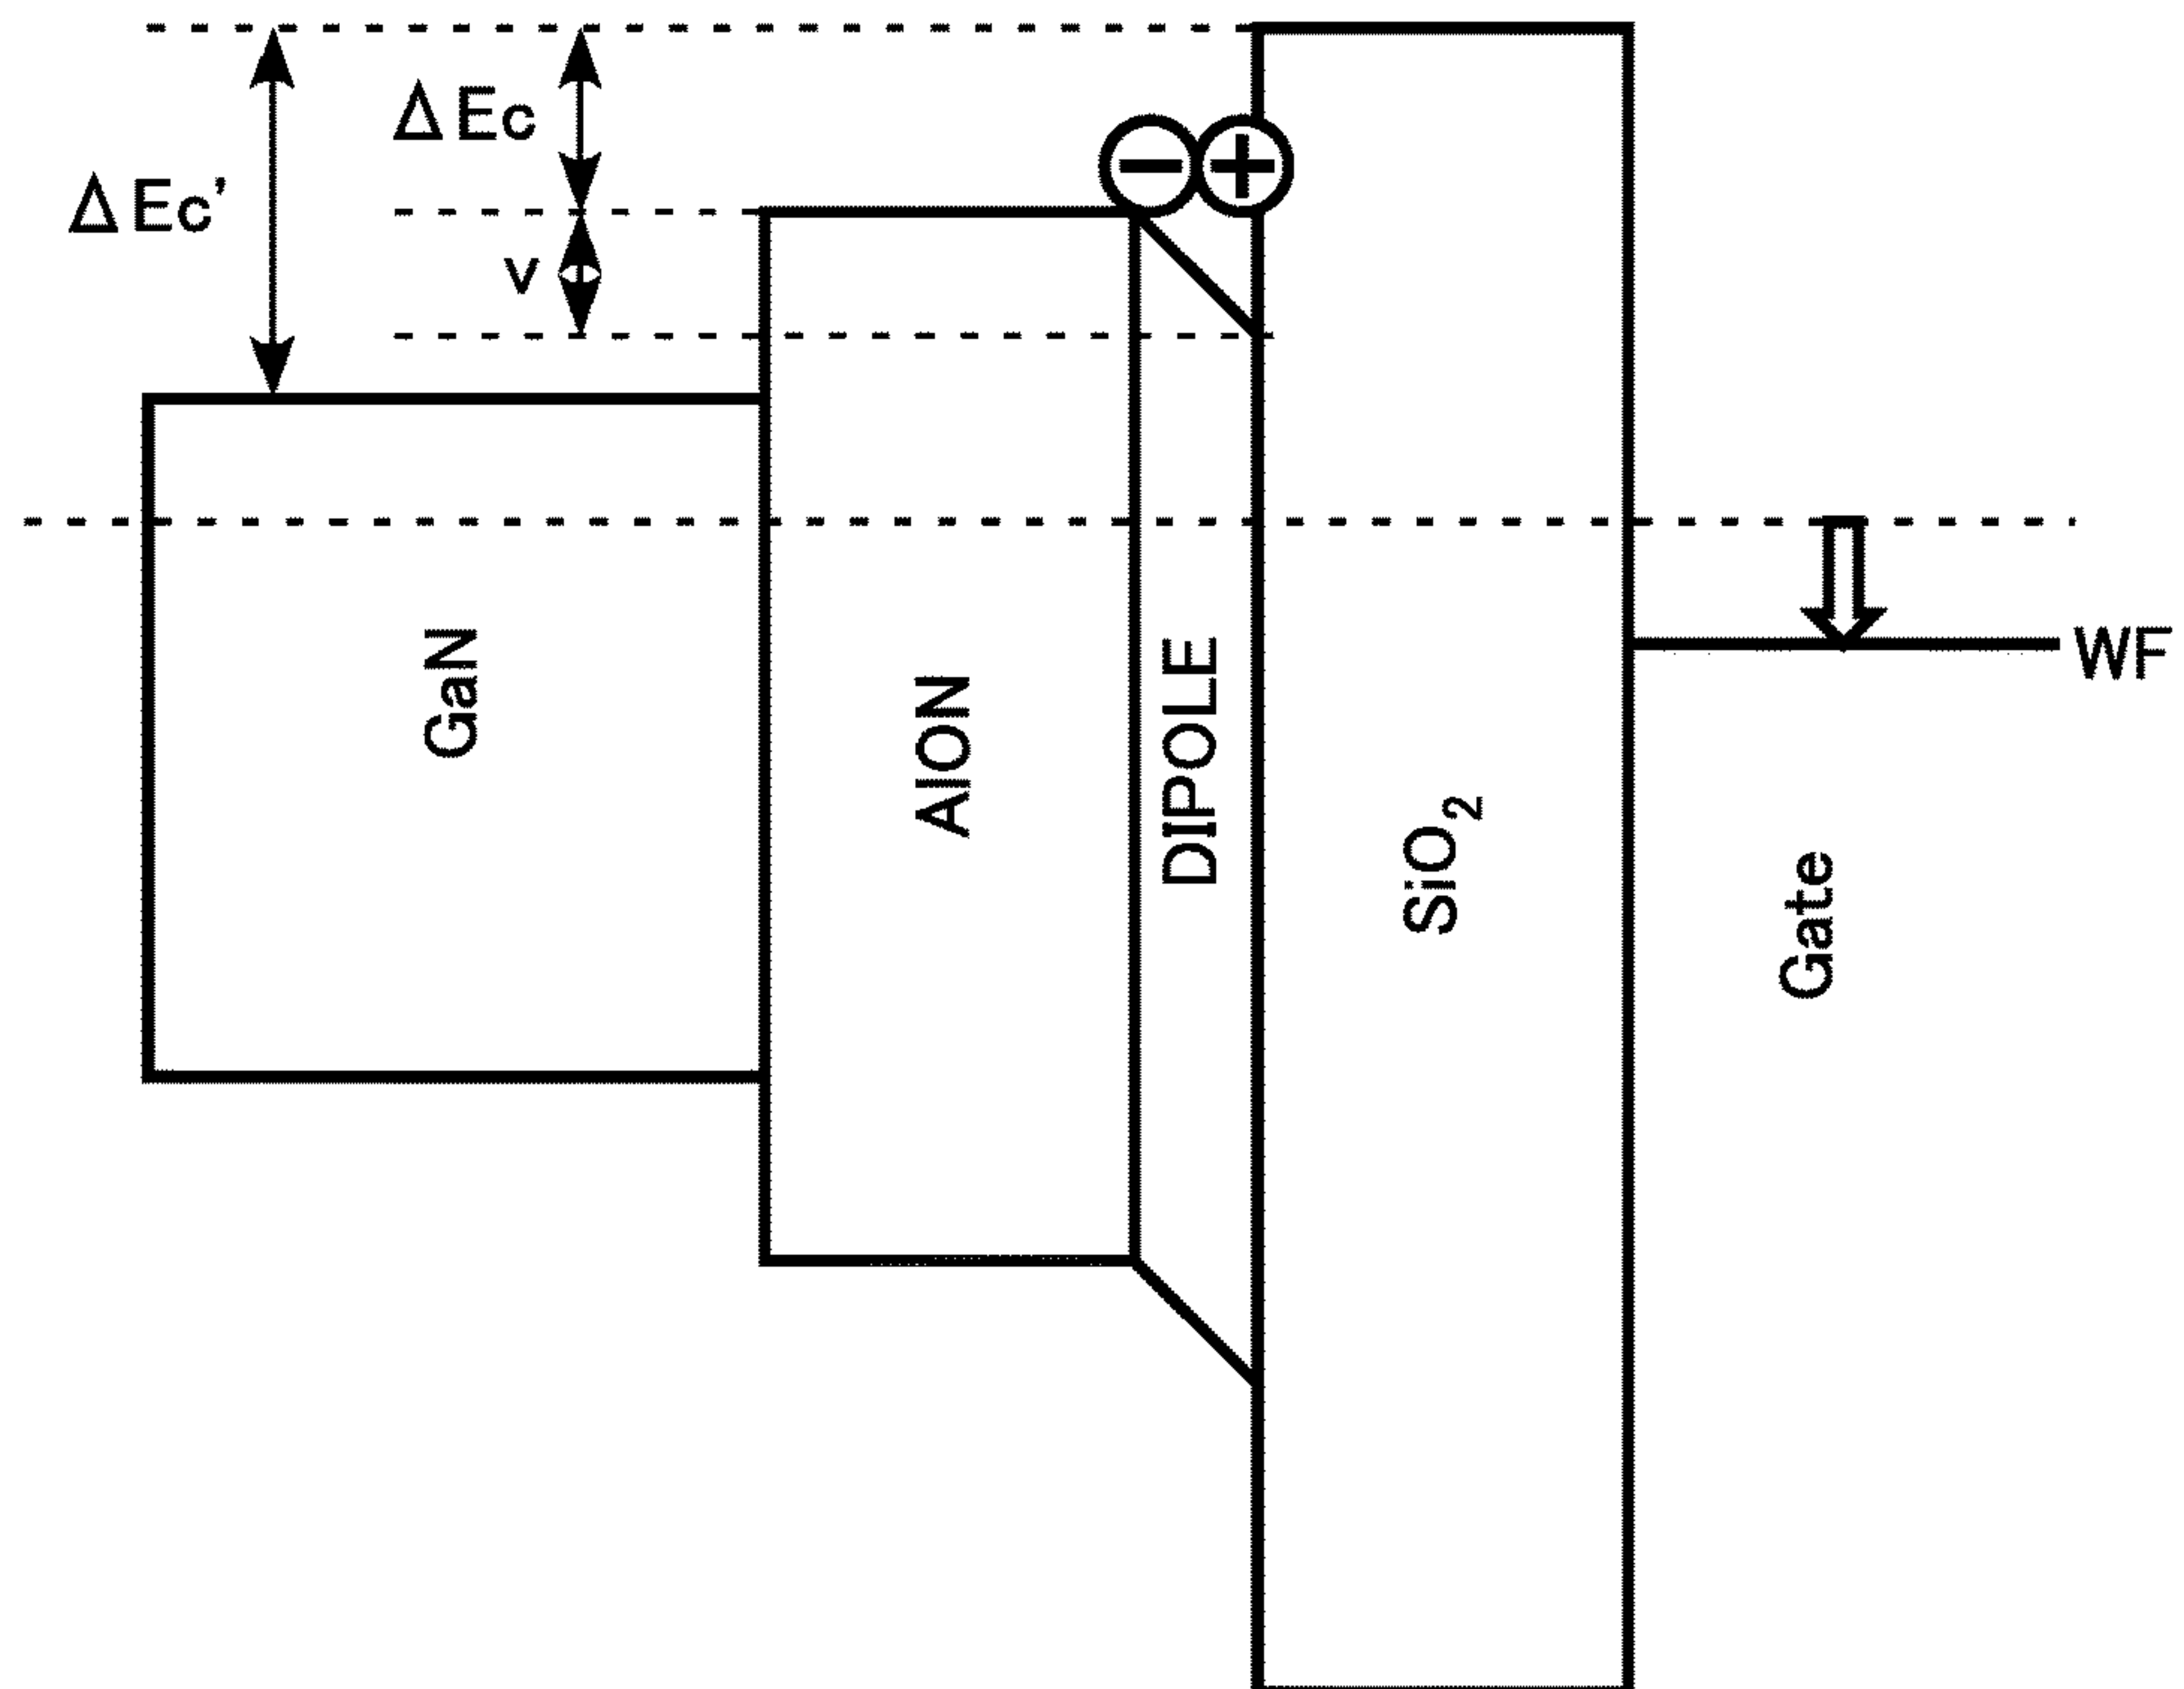 ΔEc
ΔEc’
v
GaN
AlON
DIPOLE
SiO₂
Gate
WF